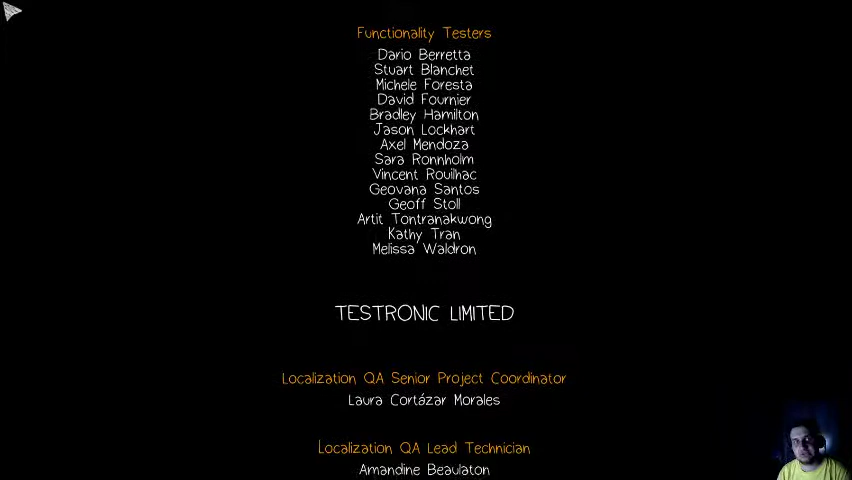 Functionality Testers
Dario Berretta
Stuart Blanchet
Michele Foresta
David Fournier
Bradley Hamilton
Jason Lockhart
Axel Mendoza
Sara Ronnholm
Vincent Rouilhac
Geovana Santos
Geoff Stoll
Artit Tontranakwong
Kathy Tran
Melissa Waldron
TESTRONIC LIMITED
Localization QA Senior Project Coordinator
Laura Cortázar Morales
Localization QA Lead Technician
Amandine Beaulaton